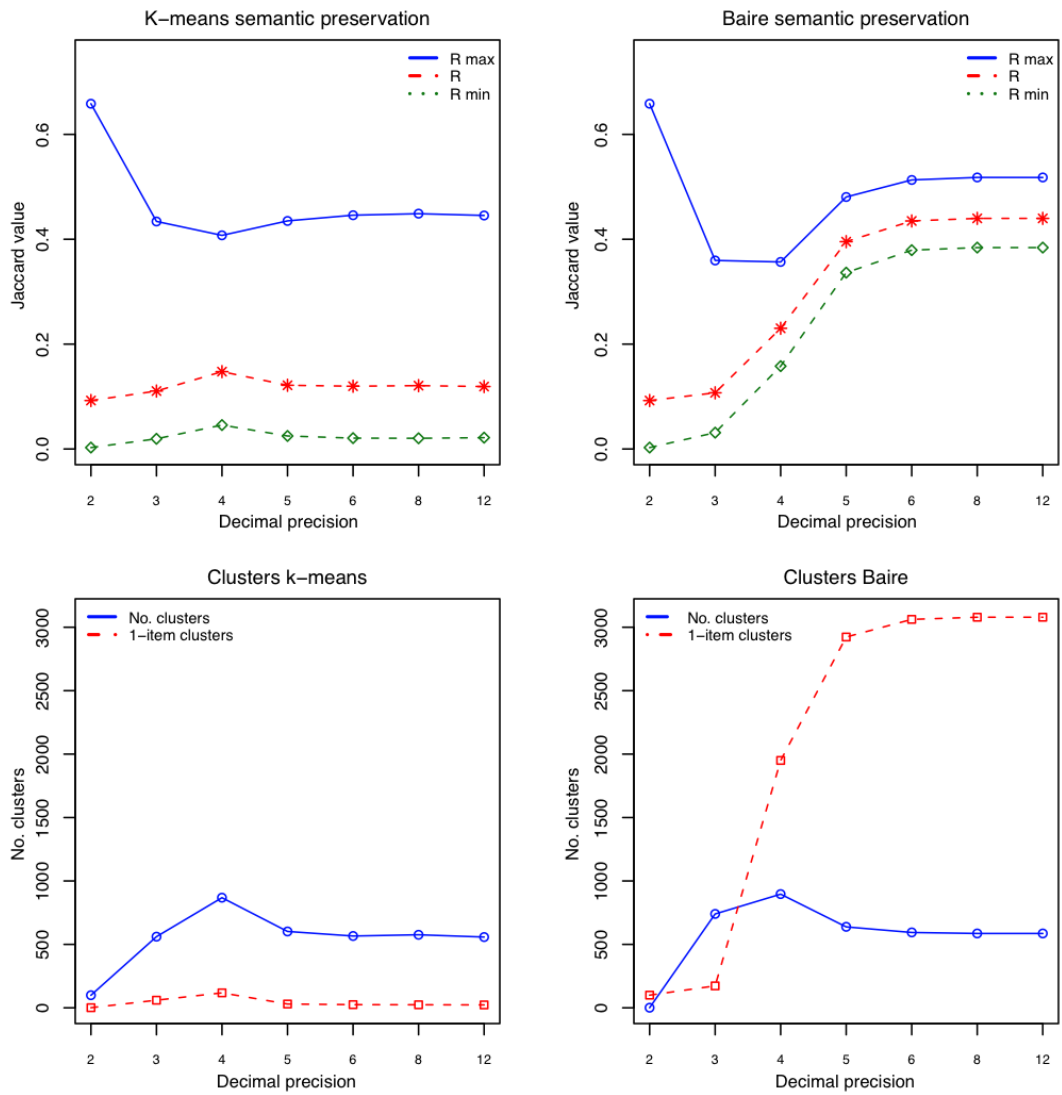 K−means semantic preservation
R max
R
R min
Jaccard value
0.0
0.2
0.4
0.6
2 3 4 5 6 8 12
Decimal precision
Baire semantic preservation
R max
R
R min
Jaccard value
0.0
0.2
0.4
0.6
2 3 4 5 6 8 12
Decimal precision
Clusters k−means
No. clusters
1−item clusters
No. clusters
0
500
1000
1500
2000
2500
3000
2 3 4 5 6 8 12
Decimal precision
Clusters Baire
No. clusters
1−item clusters
No. clusters
0
500
1000
1500
2000
2500
3000
2 3 4 5 6 8 12
Decimal precision